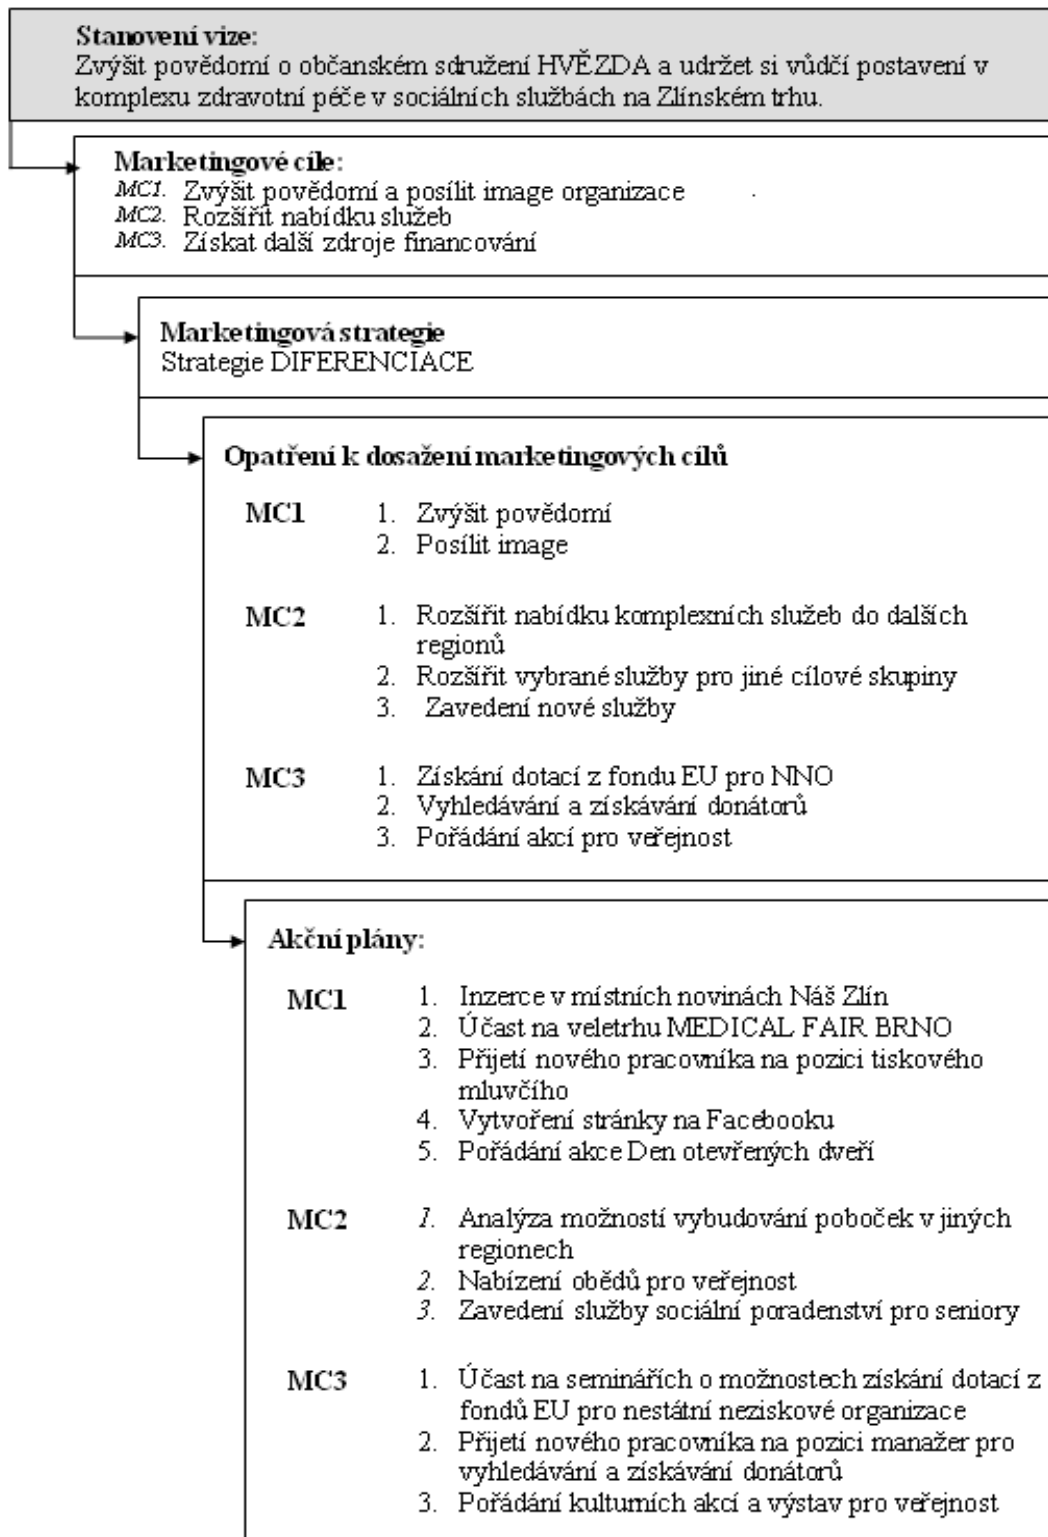 Stanovení vize:
Zvýšit povědomí o občanském sdružení HVĚZDA a udržet si vůdčí postavení v
komplexu zdravotní péče v sociálních službách na Zlínském trhu.
Marketingové cíle:
MC1. Zvýšit povědomí a posílit image organizace
MC2. Rozšířit nabídku služeb
MC3. Získat další zdroje financování
Marketingová strategie
Strategie DIFERENCIACE
Opatření k dosažení marketingových cílů
MC1 1. Zvýšit povědomí
2. Posílit image
MC2 1. Rozšířit nabídku komplexních služeb do dalších
regionů
2. Rozšířit vybrané služby pro jiné cílové skupiny
3. Zavedení nové služby
MC3 1. Získání dotací z fondu EU pro NNO
2. Vyhledávání a získávání donátorů
3. Pořádání akcí pro veřejnost
Akční plány:
MC1 1. Inzerce v místních novinách Náš Zlín
2. Účast na veletrhu MEDICAL FAIR BRNO
3. Přijetí nového pracovníka na pozici tiskového
mluvčího
4. Vytvoření stránky na Facebooku
5. Pořádání akce Den otevřených dveří
MC2 1. Analýza možností vybudování poboček v jiných
regionech
2. Nabízení obědů pro veřejnost
3. Zavedení služby sociální poradenství pro seniory
MC3 1. Účast na seminářích o možnostech získání dotací z
fondů EU pro nestátní neziskové organizace
2. Přijetí nového pracovníka na pozici manažer pro
vyhledávání a získávání donátorů
3. Pořádání kulturních akcí a výstav pro veřejnost